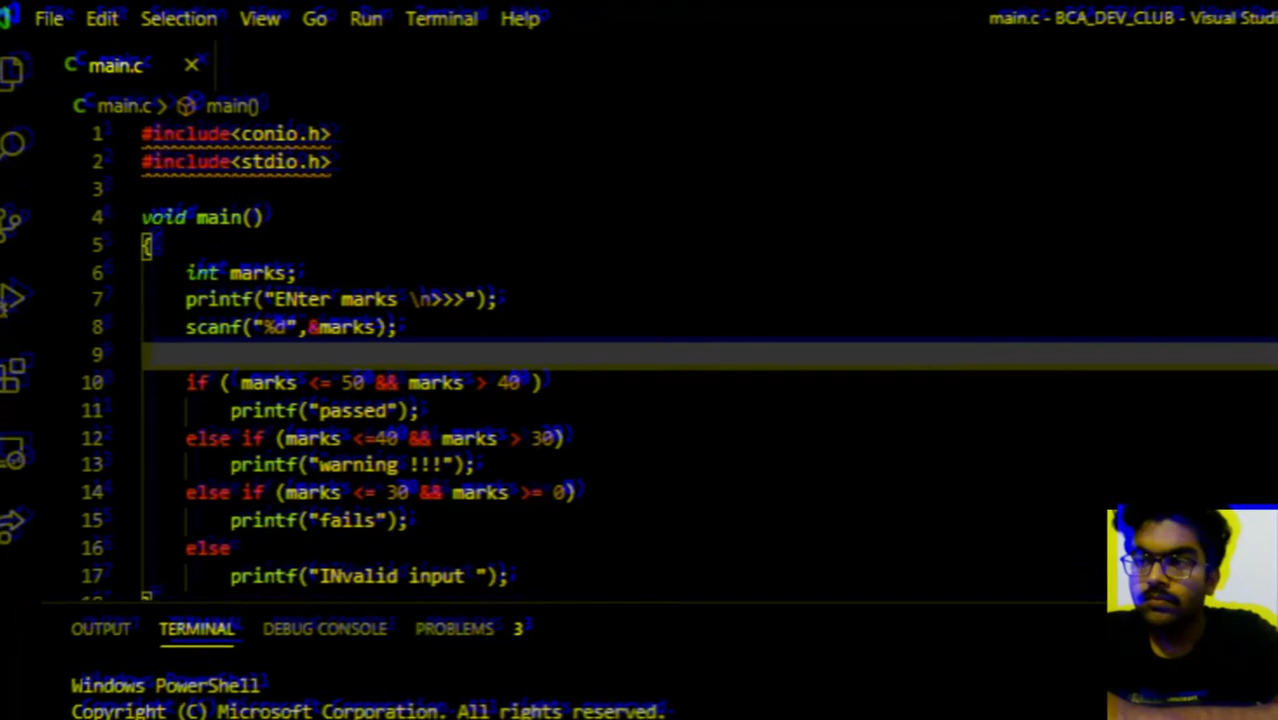 File Edit Selection View Go Run Terminal Help
main.c - BCA_DEV_CLUB - Visual Studi
C main.c ×
C main.c > main()
1 #include<conio.h>
2 #include<stdio.h>
3
4 void main()
5 {
6 int marks;
7 printf("ENter marks \n>>>");
8 scanf("%d",&marks);
9
10 if ( marks <= 50 && marks > 40 )
11 printf("passed");
12 else if (marks <=40 && marks > 30)
13 printf("warning !!!");
14 else if (marks <= 30 && marks >= 0)
15 printf("fails");
16 else
17 printf("INvalid input ");
OUTPUT TERMINAL DEBUG CONSOLE PROBLEMS 3
Windows PowerShell
Copyright (C) Microsoft Corporation. All rights reserved.